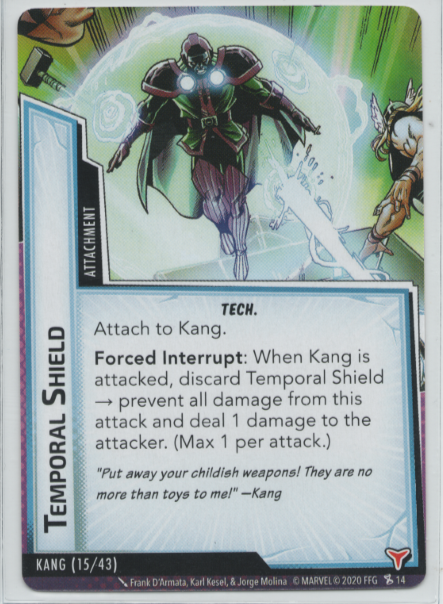 ATTACHMENT
TEMPORAL SHIELD
TECH.
Attach to Kang.
Forced Interrupt: When Kang is
attacked, discard Temporal Shield
→ prevent all damage from this
attack and deal 1 damage to the
attacker. (Max 1 per attack.)
"Put away your childish weapons! They are no
more than toys to me!" —Kang
KANG (15/43)
Frank D'Armata, Karl Kesel, & Jorge Molina © MARVEL © 2020 FFG 14